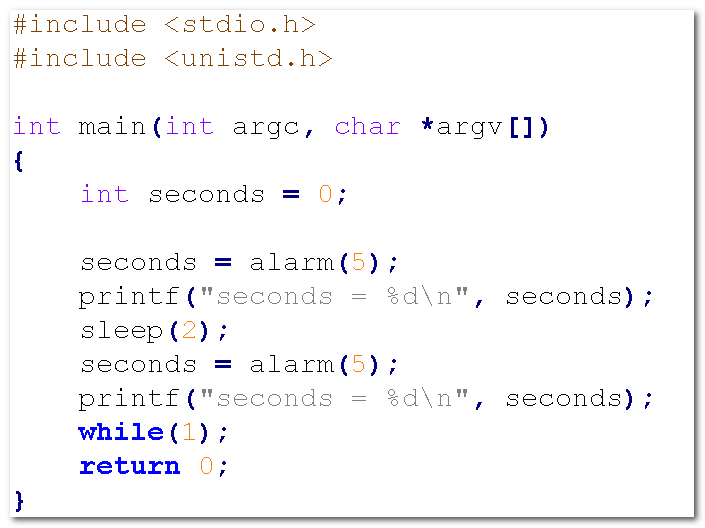 #include <stdio.h>
#include <unistd.h>

int main(int argc, char *argv[])
{
    int seconds = 0;

    seconds = alarm(5);
    printf("seconds = %d\n", seconds);
    sleep(2);
    seconds = alarm(5);
    printf("seconds = %d\n", seconds);
    while(1);
    return 0;
}